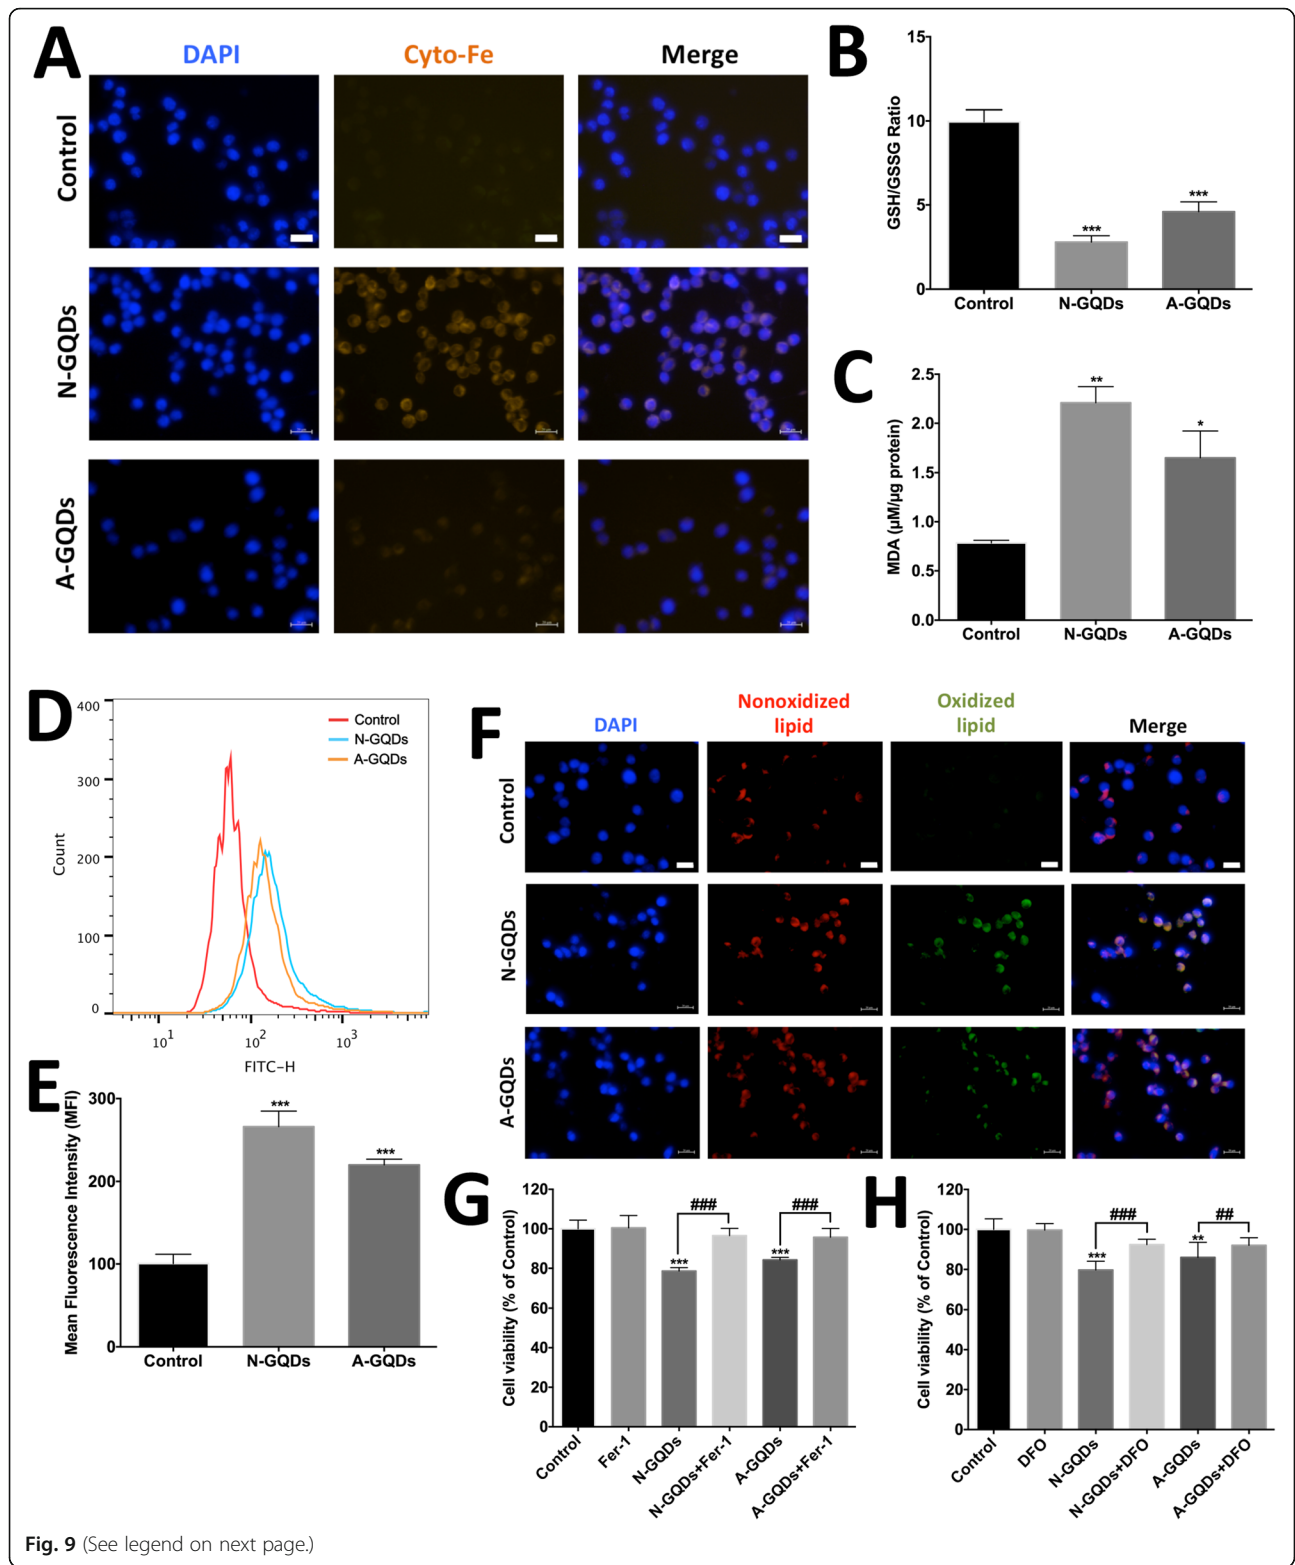 A
DAPI
Cyto-Fe
Merge
Control
N-GQDs
A-GQDs
B
15
10
5
0
GSH/GSSG Ratio
***
***
Control
N-GQDs
A-GQDs
C
2.5
2.0
1.5
1.0
0.5
0.0
MDA (µM/µg protein)
**
*
Control
N-GQDs
A-GQDs
D
400
300
200
100
0
Count
Control
N-GQDs
A-GQDs
10¹
10²
10³
FITC-H
E
300
200
100
0
Mean Fluorescence Intensity (MFI)
***
***
Control
N-GQDs
A-GQDs
F
DAPI
Nonoxidized
lipid
Oxidized
lipid
Merge
Control
N-GQDs
A-GQDs
G
120
100
80
60
40
20
0
Cell viability (% of Control)
###
###
***
***
Control
Fer-1
N-GQDs
N-GQDs+Fer-1
A-GQDs
A-GQDs+Fer-1
H
120
100
80
60
40
20
0
Cell viability (% of Control)
###
##
***
**
Control
DFO
N-GQDs
N-GQDs+DFO
A-GQDs
A-GQDs+DFO
Fig. 9 (See legend on next page.)